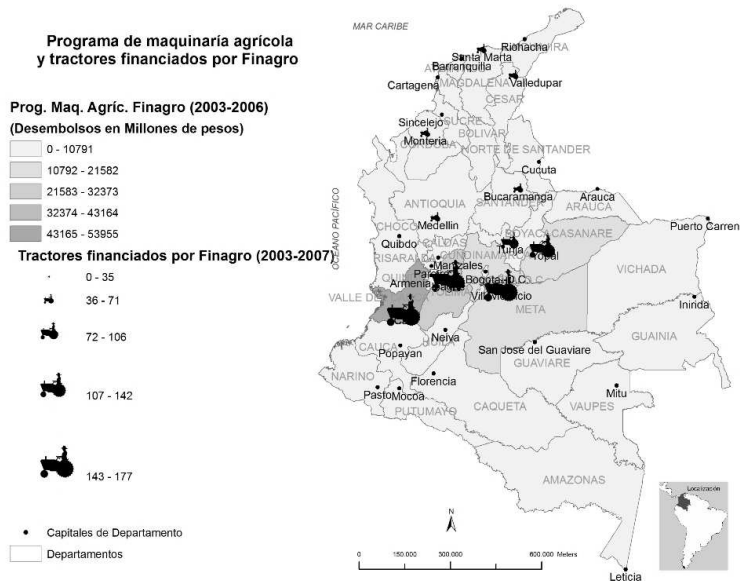 Programa de maquinaría agrícola
y tractores financiados por Finagro
Prog. Maq. Agríc. Finagro (2003-2006)
(Desembolsos en Millones de pesos)
0 - 10791
10792 - 21582
21583 - 32373
32374 - 43164
43165 - 53955
Tractores financiados por Finagro (2003-2007)
0 - 35
36 - 71
72 - 106
107 - 142
143 - 177
Capitales de Departamento
Departamentos
MAR CARIBE
OCEANO PACÍFICO
Riohacha
Santa Marta
Barranquilla
MAGDALENA
Valledupar
Cartagena
CESAR
Sincelejo
SUCRE
BOLIVAR
Monteria
NORTE DE SANTANDER
Cucuta
Bucaramanga
Arauca
ANTIOQUIA
SANTANDER
ARAUCA
Puerto Carren
Medellin
CHOCO
BOYACA
CASANARE
Quibdo
CALDAS
Tunja
Yopal
RISARALDA
CUNDINAMARCA
Manizales
VICHADA
Armenia
Bogota D.C.
VALLE DE
Villavicencio
META
Inirida
GUAINIA
Neiva
CAUCA
HUILA
Popayan
San Jose del Guaviare
GUAVIARE
NARINO
Florencia
Mitu
Pasto
Mocoa
PUTUMAYO
CAQUETA
VAUPES
AMAZONAS
Leticia
N
0
150.000
300.000
600.000
Meters
Localización